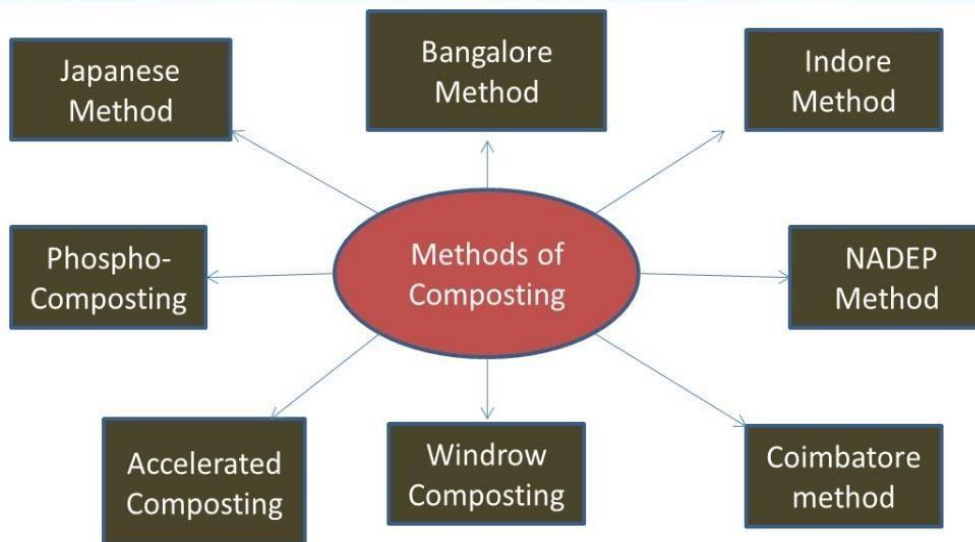 Japanese
Method
Bangalore
Method
Indore
Method
Phospho-
Composting
Methods of
Composting
NADEP
Method
Accelerated
Composting
Windrow
Composting
Coimbatore
method